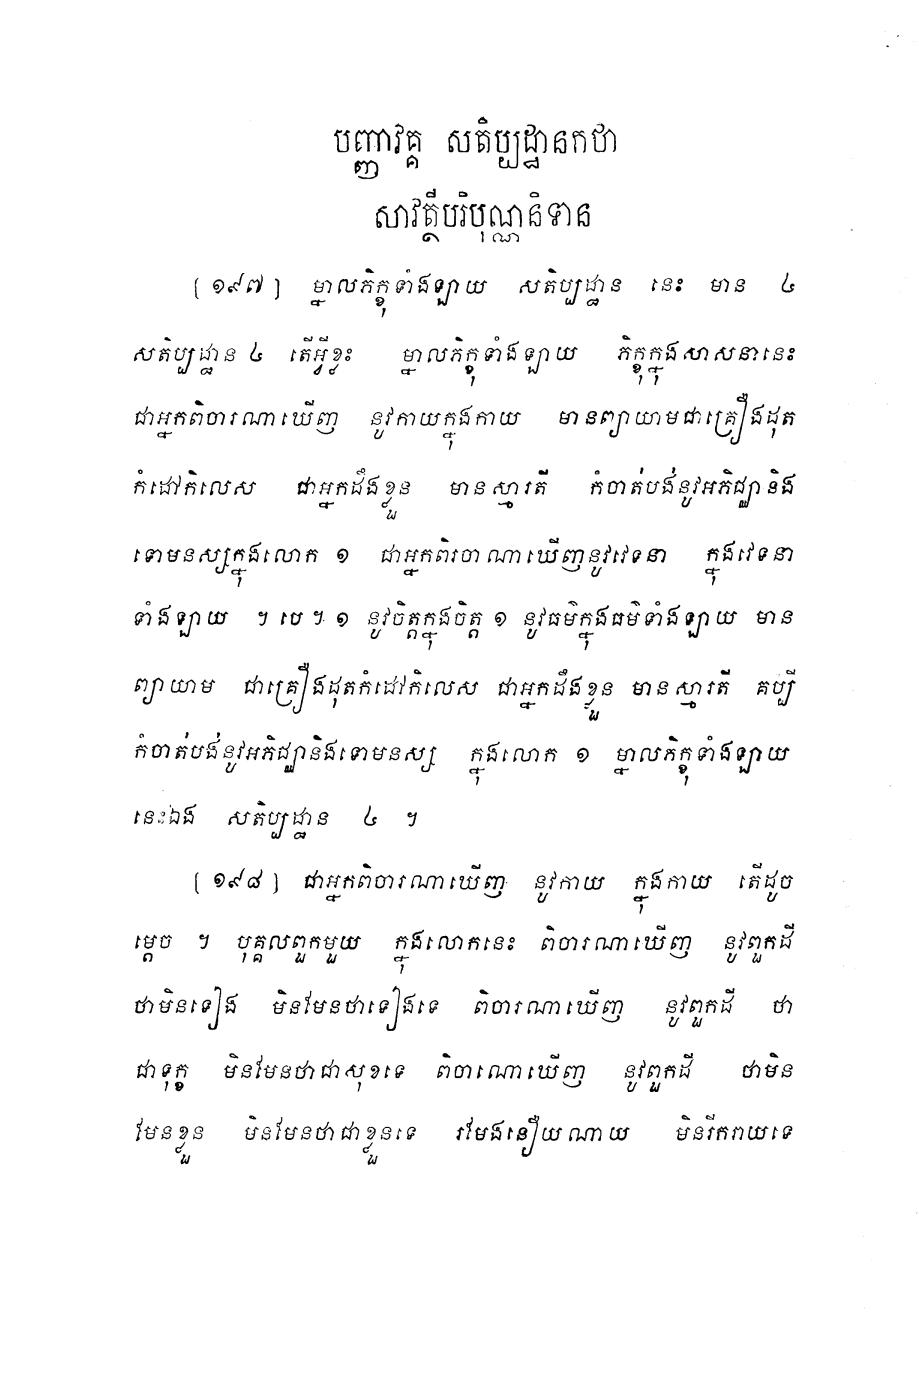 បញ្ញាវគ្គ សតិប្បដ្ឋានកថា
សាវត្ថីបរិបុណ្ណនិទាន
[ ១៩៧ ] ម្នាលភិក្ខុទាំងឡាយ សតិប្បដ្ឋាន នេះ មាន ៤
សតិប្បដ្ឋាន ៤ តើអ្វីខ្លះ ម្នាលភិក្ខុទាំងឡាយ ភិក្ខុក្នុងសាសនានេះ
ជាអ្នកពិចារណាឃើញ នូវកាយក្នុងកាយ មានព្យាយាមជាគ្រឿងដុត
កំដៅកិលេស ជាអ្នកដឹងខ្លួន មានស្មារតី កំចាត់បង់នូវអភិជ្ឈានិង
ទោមនស្សក្នុងលោក ១ ជាអ្នកពិរចាណាឃើញនូវវេទនា ក្នុងវេទនា
ទាំងឡាយ ។ បេ ។ ១ នូវចិត្តក្នុងចិត្ត ១ នូវធម៌ក្នុងធម៌ទាំងឡាយ មាន
ព្យាយាម ជាគ្រឿងដុតកំដៅកិលេស ជាអ្នកដឹងខ្លួន មានស្មារតី គប្បី
កំចាត់បង់នូវអភិជ្ឈានិងទោមនស្ស ក្នុងលោក ១ ម្នាលភិក្ខុទាំងឡាយ
នេះឯង សតិប្បដ្ឋាន ៤ ។
[ ១៩៨ ] ជាអ្នកពិចារណាឃើញ នូវកាយ ក្នុងកាយ តើដូច
ម្តេច ។ បុគ្គលពួកមួយ ក្នុងលោកនេះ ពិចារណាឃើញ នូវពួកដី
ថាមិនទៀង មិនមែនថាទៀងទេ ពិចារណាឃើញ នូវពួកដី ថា
ជាទុក្ខ មិនមែនថាជាសុខទេ ពិចាណោឃើញ នូវពួកដី ថាមិន
មែនខ្លួន មិនមែនថាជាខ្លួនទេ រមែងនឿយណាយ មិនរីករាយទេ